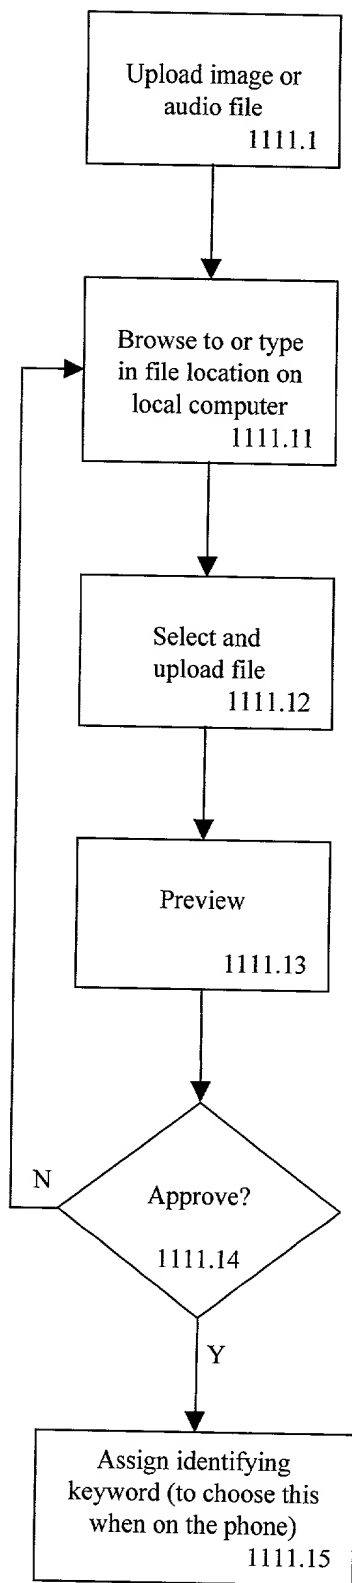 Upload image or
audio file
1111.1
Browse to or type
in file location on
local computer
1111.11
Select and
upload file
1111.12
Preview
1111.13
N
Approve?
1111.14
Y
Assign identifying
keyword (to choose this
when on the phone)
1111.15